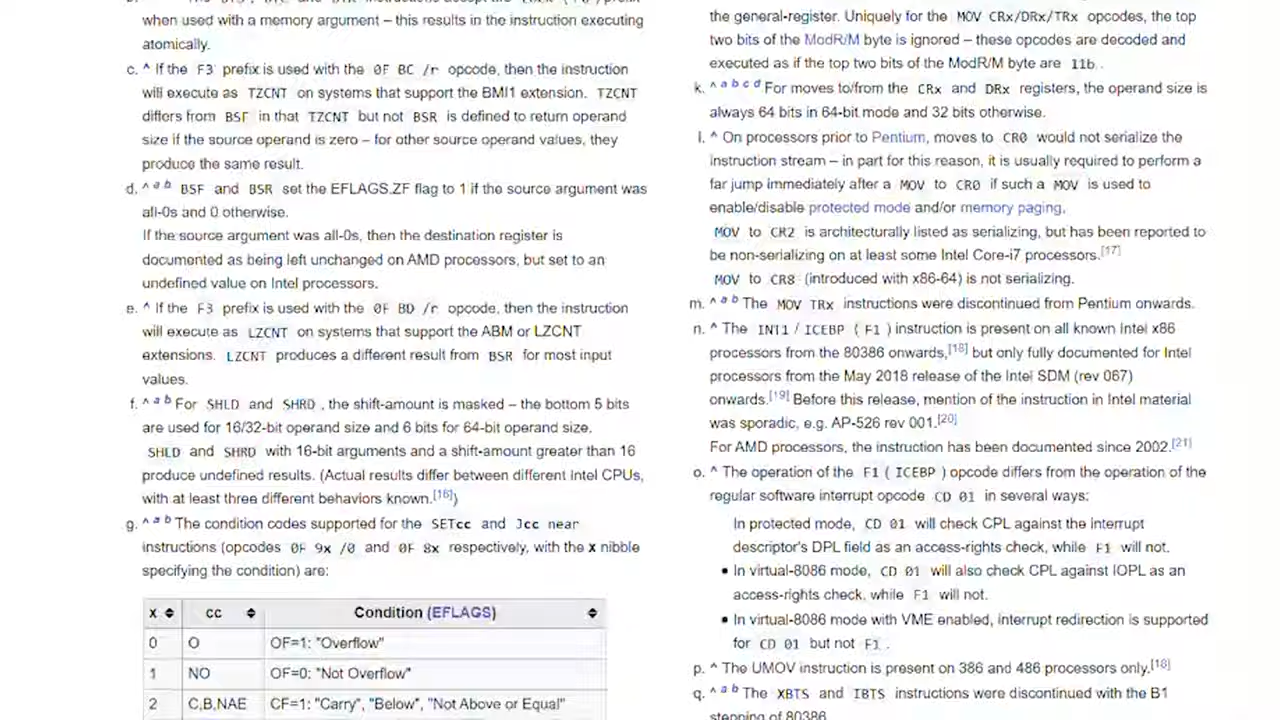 when used with a memory argument – this results in the instruction executing
atomically.
c. ^ If the F3 prefix is used with the 0F BC /r opcode, then the instruction
will execute as TZCNT on systems that support the BMI1 extension. TZCNT
differs from BSF in that TZCNT but not BSR is defined to return operand
size if the source operand is zero – for other source operand values, they
produce the same result.
d. ^ a b BSF and BSR set the EFLAGS.ZF flag to 1 if the source argument was
all-0s and 0 otherwise.
If the source argument was all-0s, then the destination register is
documented as being left unchanged on AMD processors, but set to an
undefined value on Intel processors.
e. ^ If the F3 prefix is used with the 0F BD /r opcode, then the instruction
will execute as LZCNT on systems that support the ABM or LZCNT
extensions. LZCNT produces a different result from BSR for most input
values.
f. ^ a b For SHLD and SHRD , the shift-amount is masked – the bottom 5 bits
are used for 16/32-bit operand size and 6 bits for 64-bit operand size.
SHLD and SHRD with 16-bit arguments and a shift-amount greater than 16
produce undefined results. (Actual results differ between different Intel CPUs,
with at least three different behaviors known.[16])
g. ^ a b The condition codes supported for the SETcc and Jcc near
instructions (opcodes 0F 9x /0 and 0F 8x respectively, with the x nibble
specifying the condition) are:
x cc Condition (EFLAGS)
0 O OF=1: "Overflow"
1 NO OF=0: "Not Overflow"
2 C,B,NAE CF=1: "Carry", "Below", "Not Above or Equal"
the general-register. Uniquely for the MOV CRx/DRx/TRx opcodes, the top
two bits of the ModR/M byte is ignored – these opcodes are decoded and
executed as if the top two bits of the ModR/M byte are 11b .
k. ^ a b c d For moves to/from the CRx and DRx registers, the operand size is
always 64 bits in 64-bit mode and 32 bits otherwise.
l. ^ On processors prior to Pentium, moves to CR0 would not serialize the
instruction stream – in part for this reason, it is usually required to perform a
far jump immediately after a MOV to CR0 if such a MOV is used to
enable/disable protected mode and/or memory paging.
MOV to CR2 is architecturally listed as serializing, but has been reported to
be non-serializing on at least some Intel Core-i7 processors.[17]
MOV to CR8 (introduced with x86-64) is not serializing.
m. ^ a b The MOV TRx instructions were discontinued from Pentium onwards.
n. ^ The INT1 / ICEBP ( F1 ) instruction is present on all known Intel x86
processors from the 80386 onwards,[18] but only fully documented for Intel
processors from the May 2018 release of the Intel SDM (rev 067)
onwards.[19] Before this release, mention of the instruction in Intel material
was sporadic, e.g. AP-526 rev 001.[20]
For AMD processors, the instruction has been documented since 2002.[21]
o. ^ The operation of the F1 ( ICEBP ) opcode differs from the operation of the
regular software interrupt opcode CD 01 in several ways:
In protected mode, CD 01 will check CPL against the interrupt
descriptor's DPL field as an access-rights check, while F1 will not.
• In virtual-8086 mode, CD 01 will also check CPL against IOPL as an
access-rights check, while F1 will not.
• In virtual-8086 mode with VME enabled, interrupt redirection is supported
for CD 01 but not F1 .
p. ^ The UMOV instruction is present on 386 and 486 processors only.[18]
q. ^ a b The XBTS and IBTS instructions were discontinued with the B1
stepping of 80386